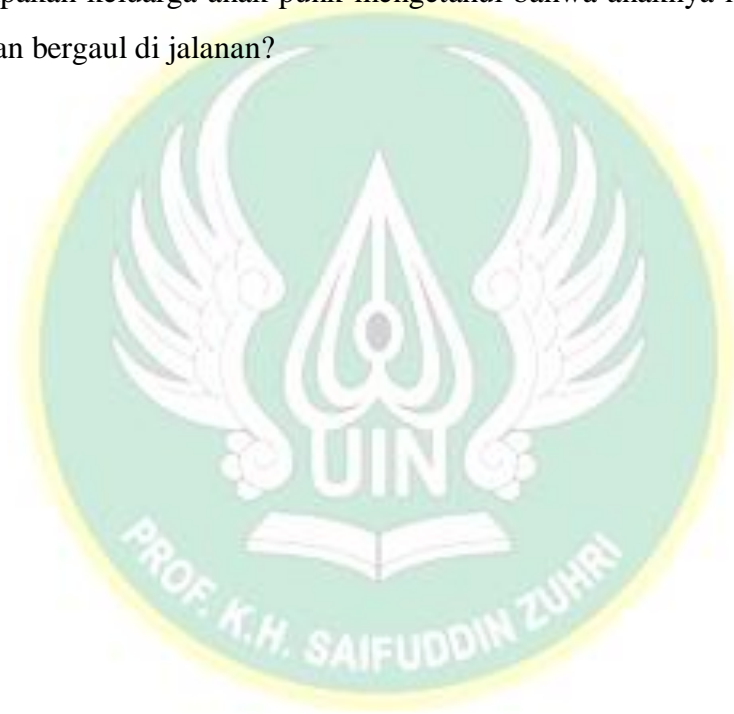 pakah keluarga anak punk mengetahui bahwa anaknya
an bergaul di jalanan?
UIN
PROF. K.H. SAIFUDDIN ZUHRI